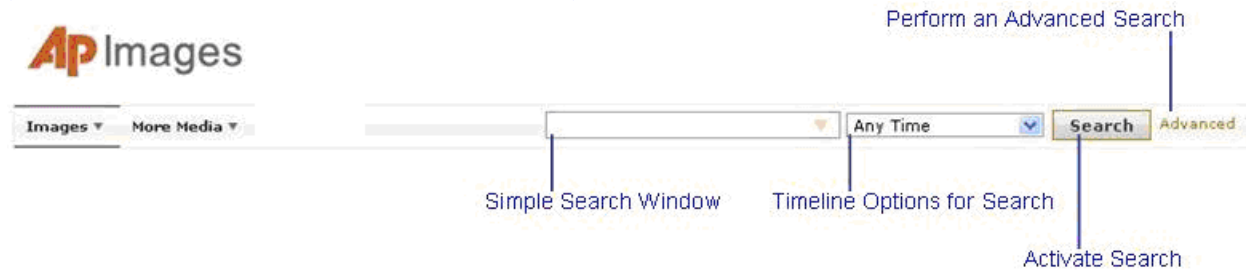 Perform an Advanced Search
AP Images
Images More Media Any Time Search Advanced
Simple Search Window Timeline Options for Search
Activate Search